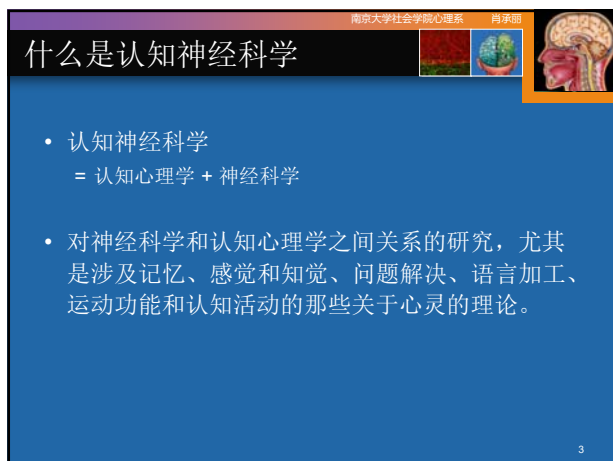 南京大学社会学院心理系 肖承丽
什么是认知神经科学
• 认知神经科学
= 认知心理学 + 神经科学
• 对神经科学和认知心理学之间关系的研究，尤其
是涉及记忆、感觉和知觉、问题解决、语言加工、
运动功能和认知活动的那些关于心灵的理论。
3